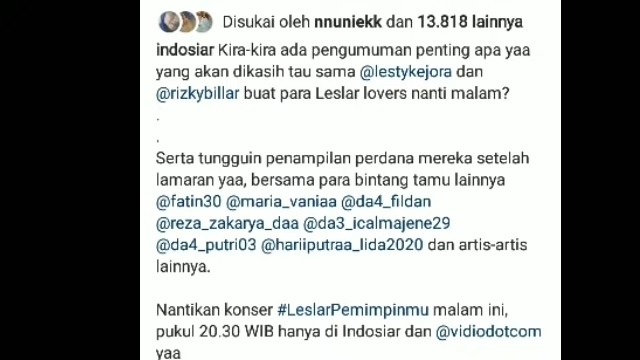 Disukai oleh nnuniekk dan 13.818 lainnya
indosiar Kira-kira ada pengumuman penting apa yaa
yang akan dikasih tau sama @lestykejora dan
@rizkybillar buat para Leslar lovers nanti malam?
.
.
Serta tungguin penampilan perdana mereka setelah
lamaran yaa, bersama para bintang tamu lainnya
@fatin30 @maria_vaniaa @da4_fildan
@reza_zakarya_daa @da3_icalmajene29
@da4_putri03 @hariiputraa_lida2020 dan artis-artis
lainnya.
Nantikan konser #LeslarPemimpinmu malam ini,
pukul 20.30 WIB hanya di Indosiar dan @vidiodotcom
yaa